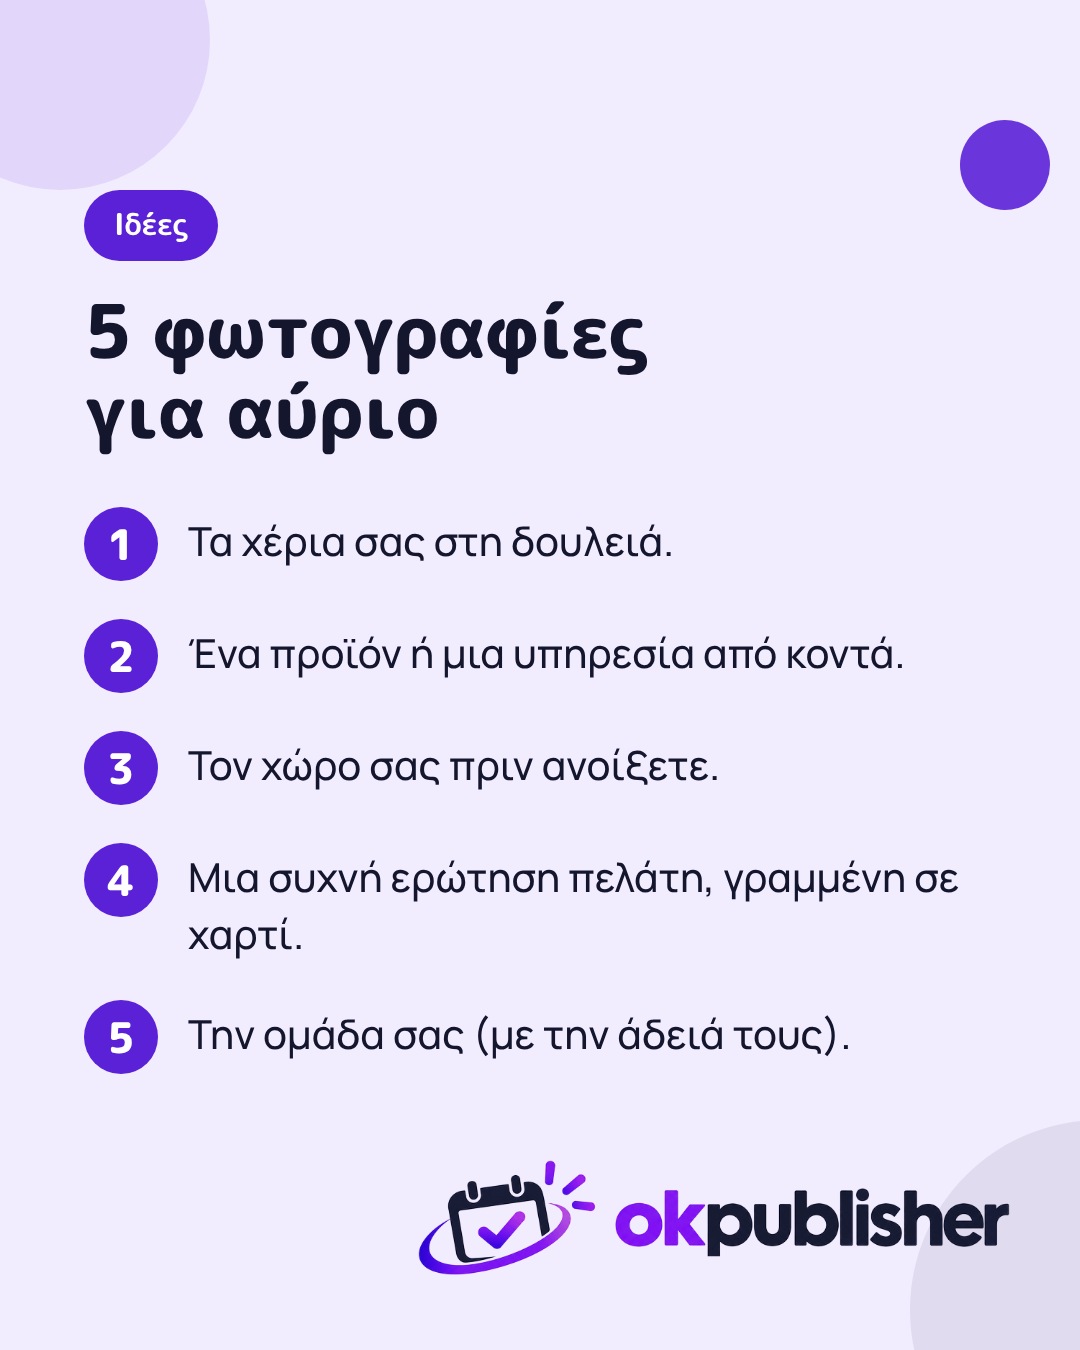 Ιδέες
5 φωτογραφίες
για αύριο
1 Τα χέρια σας στη δουλειά.
2 Ένα προϊόν ή μια υπηρεσία από κοντά.
3 Τον χώρο σας πριν ανοίξετε.
4 Μια συχνή ερώτηση πελάτη, γραμμένη σε
χαρτί.
5 Την ομάδα σας (με την άδειά τους).
okpublisher